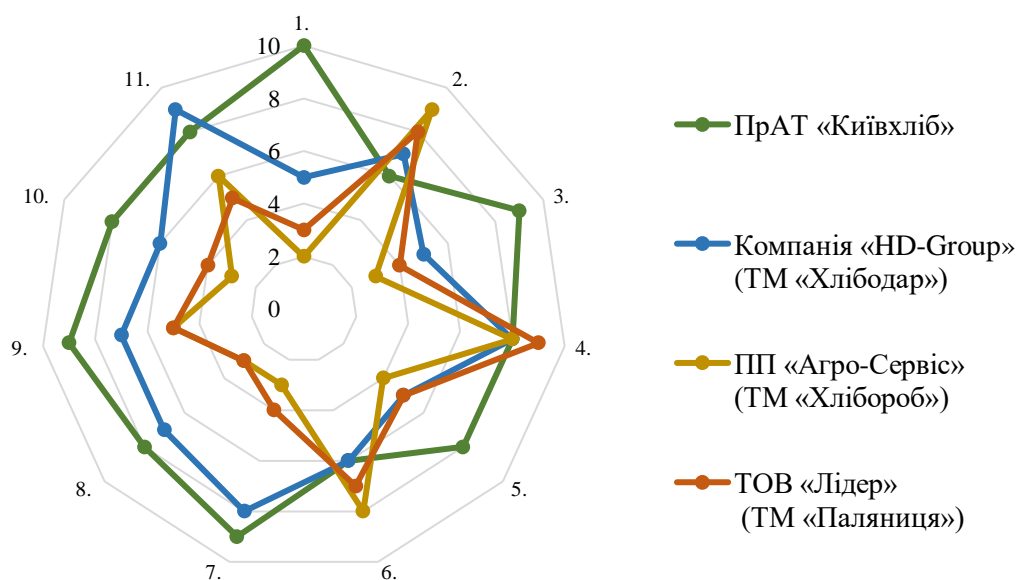 1.
10
2.
11.
8
ПрАТ «Київхліб»
6
10.
3.
4
Компанія «HD-Group»
(ТМ «Хлібодар»)
2
0
9.
4.
ПП «Агро-Сервіс»
(ТМ «Хлібороб»)
8.
5.
ТОВ «Лідер»
(ТМ «Паляниця»)
7.
6.